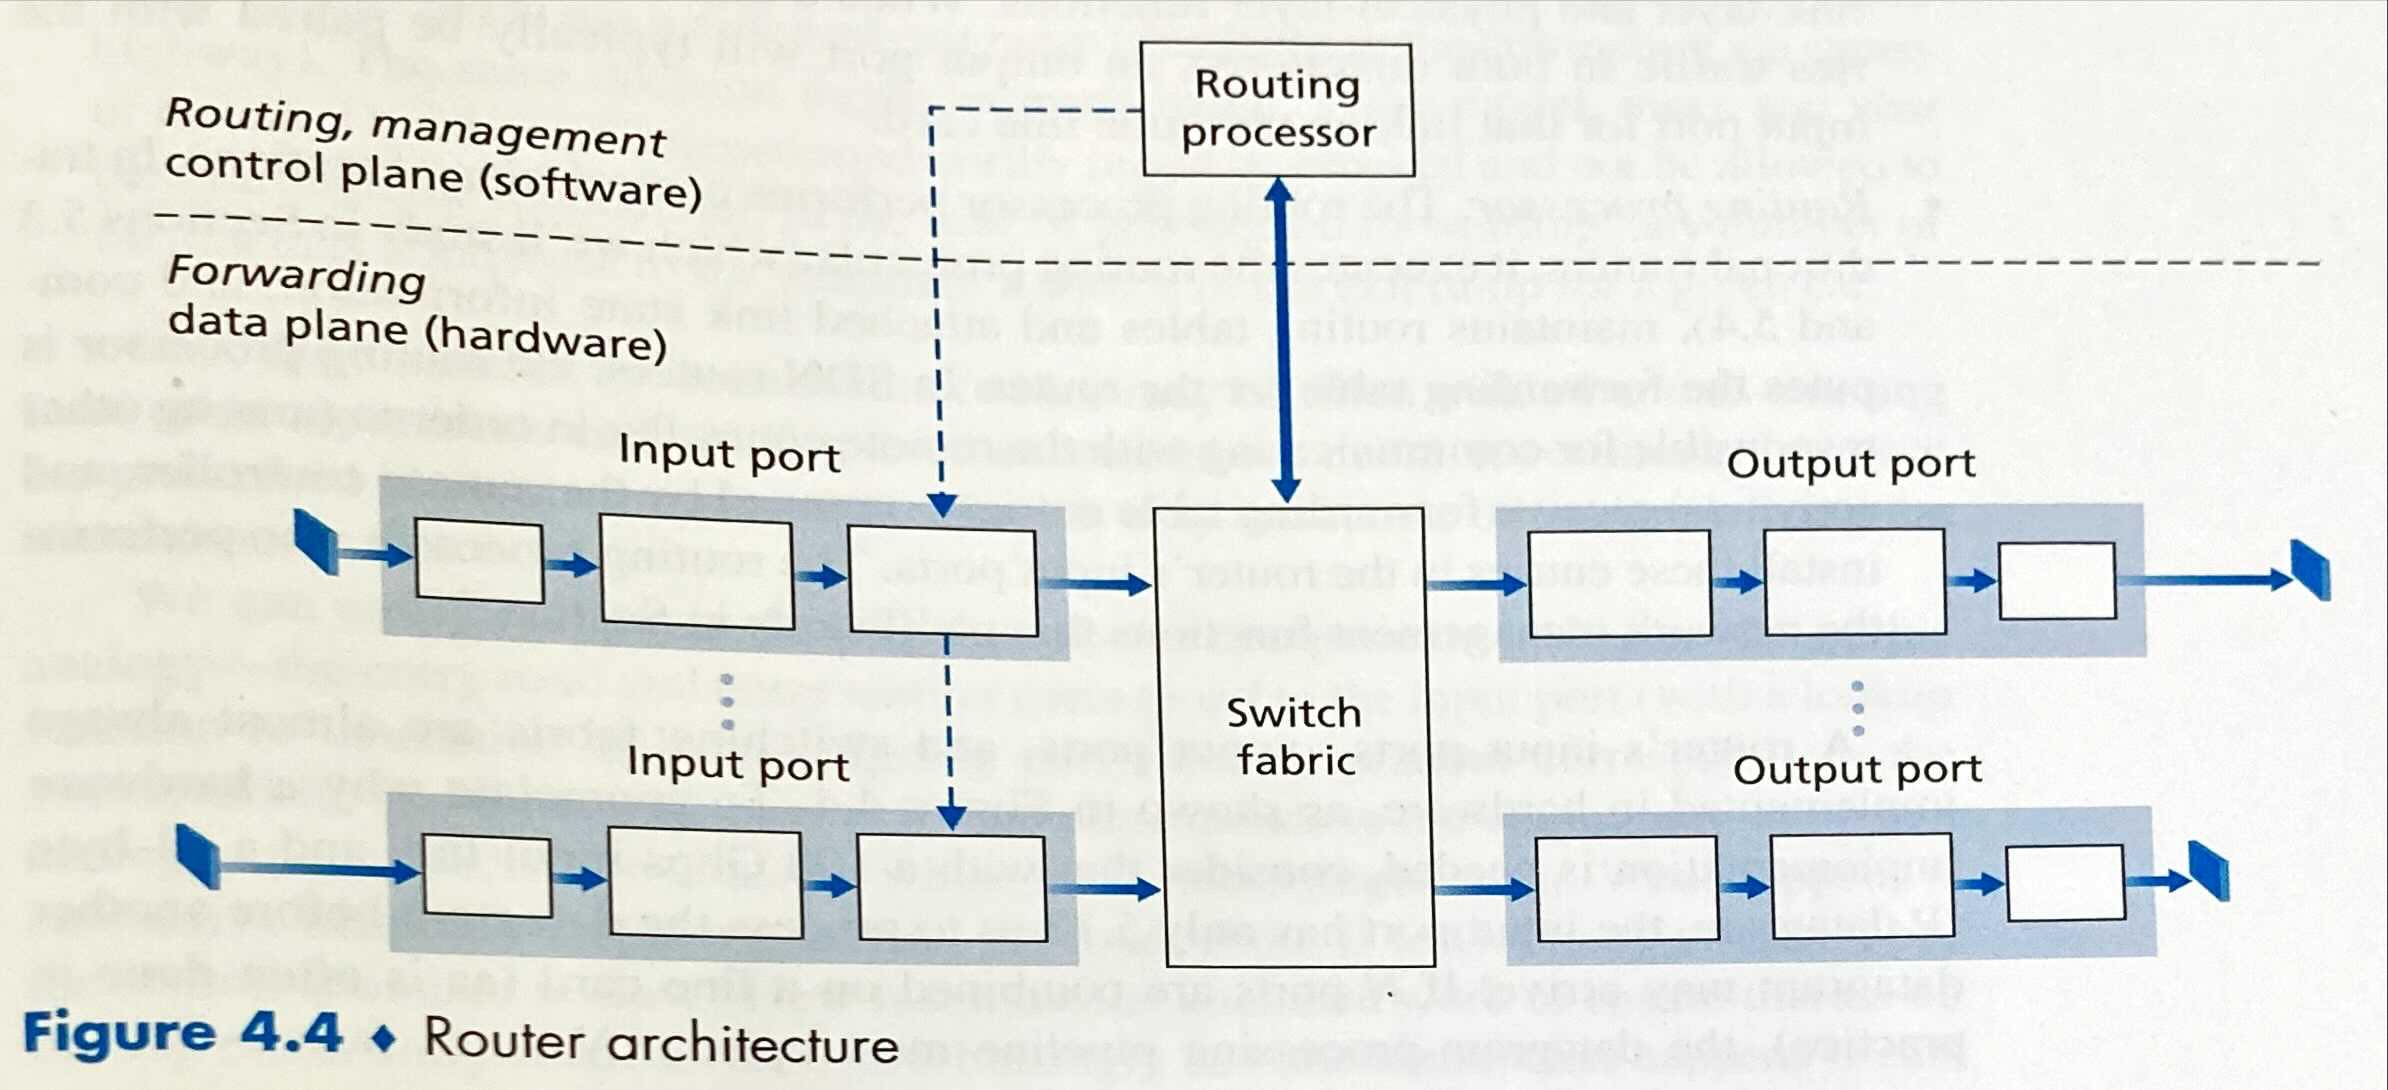 Routing
processor
Routing, management
control plane (software)
Forwarding
data plane (hardware)
Input port
Output port
Switch
fabric
Input port
Output port
Figure 4.4 ◆ Router architecture